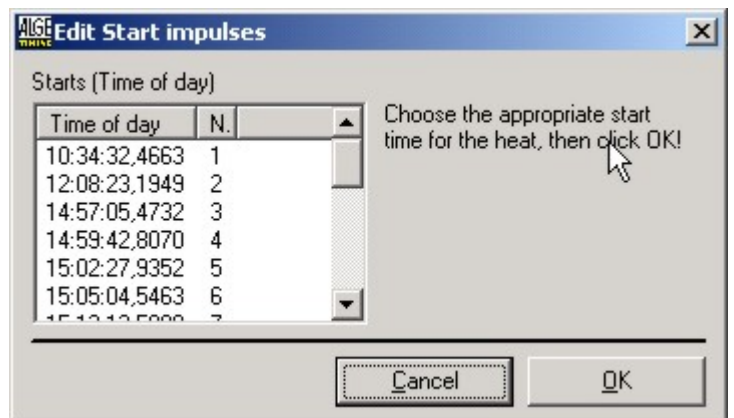 ALGE
TIMING
Edit Start impulses
Starts (Time of day)
Time of day N.
10:34:32,4663 1
12:08:23,1949 2
14:57:05,4732 3
14:59:42,8070 4
15:02:27,9352 5
15:05:04,5463 6
Choose the appropriate start
time for the heat, then click OK!
Cancel
OK